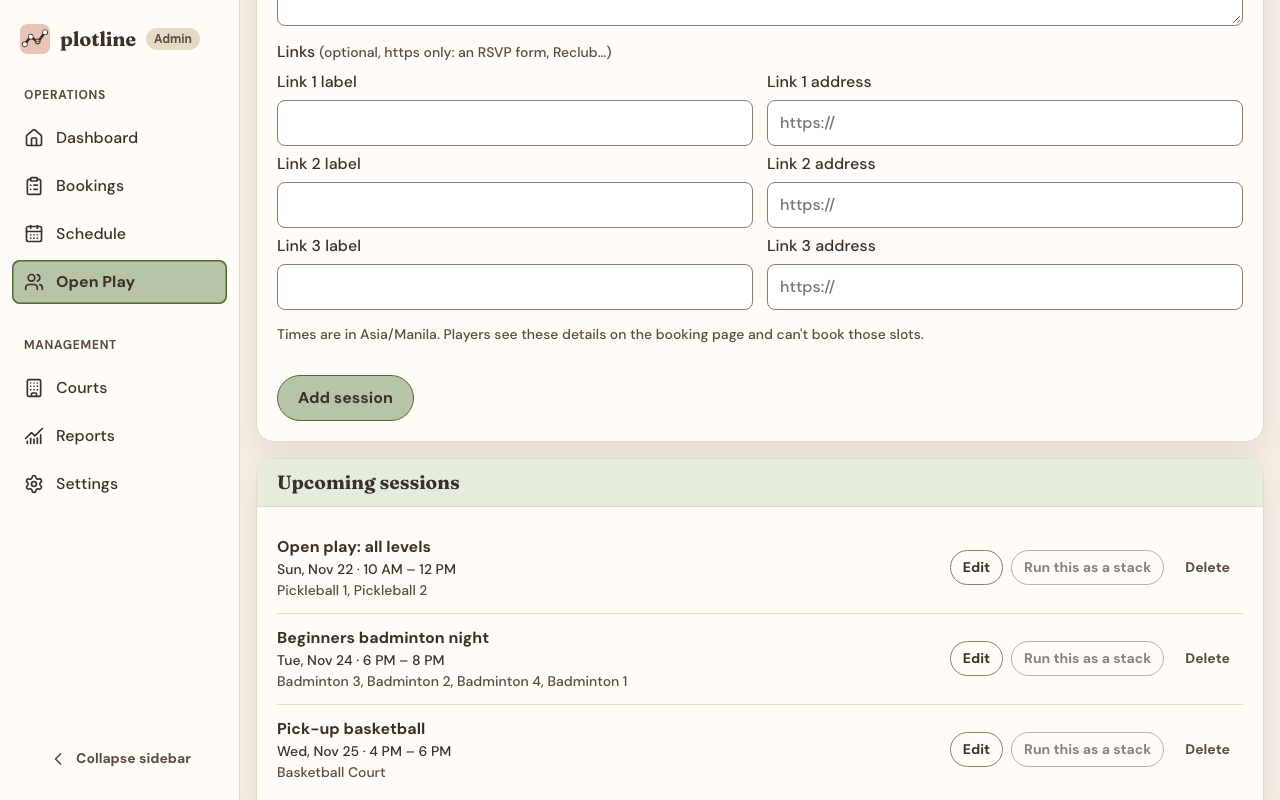 plotline Admin
OPERATIONS
Dashboard
Bookings
Schedule
Open Play
MANAGEMENT
Courts
Reports
Settings
Collapse sidebar
Links (optional, https only: an RSVP form, Reclub…)
Link 1 label
Link 1 address
https://
Link 2 label
Link 2 address
https://
Link 3 label
Link 3 address
https://
Times are in Asia/Manila. Players see these details on the booking page and can't book those slots.
Add session
Upcoming sessions
Open play: all levels
Sun, Nov 22 · 10 AM – 12 PM
Pickleball 1, Pickleball 2
Edit
Run this as a stack
Delete
Beginners badminton night
Tue, Nov 24 · 6 PM – 8 PM
Badminton 3, Badminton 2, Badminton 4, Badminton 1
Edit
Run this as a stack
Delete
Pick-up basketball
Wed, Nov 25 · 4 PM – 6 PM
Basketball Court
Edit
Run this as a stack
Delete